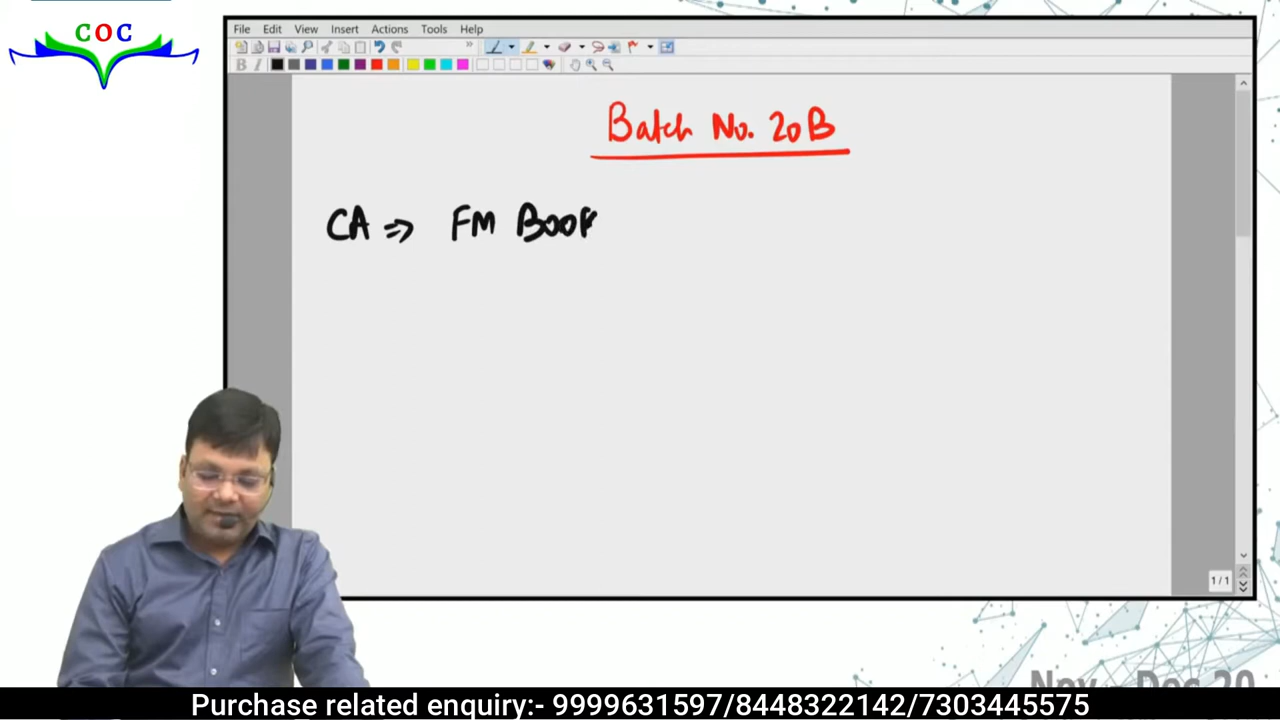 COC
File Edit View Insert Actions Tools Help
Batch No. 20B
CA ⇒ FM BOOK
1/1
Purchase related enquiry:- 9999631597/8448322142/7303445575